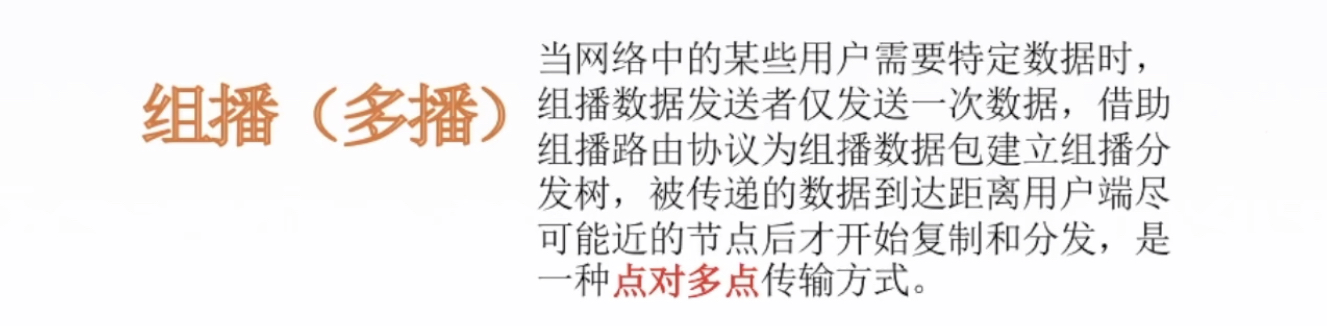 组播（多播）
当网络中的某些用户需要特定数据时，
组播数据发送者仅发送一次数据，借助
组播路由协议为组播数据包建立组播分
发树，被传递的数据到达距离用户端尽
可能近的节点后才开始复制和分发，是
一种点对多点传输方式。